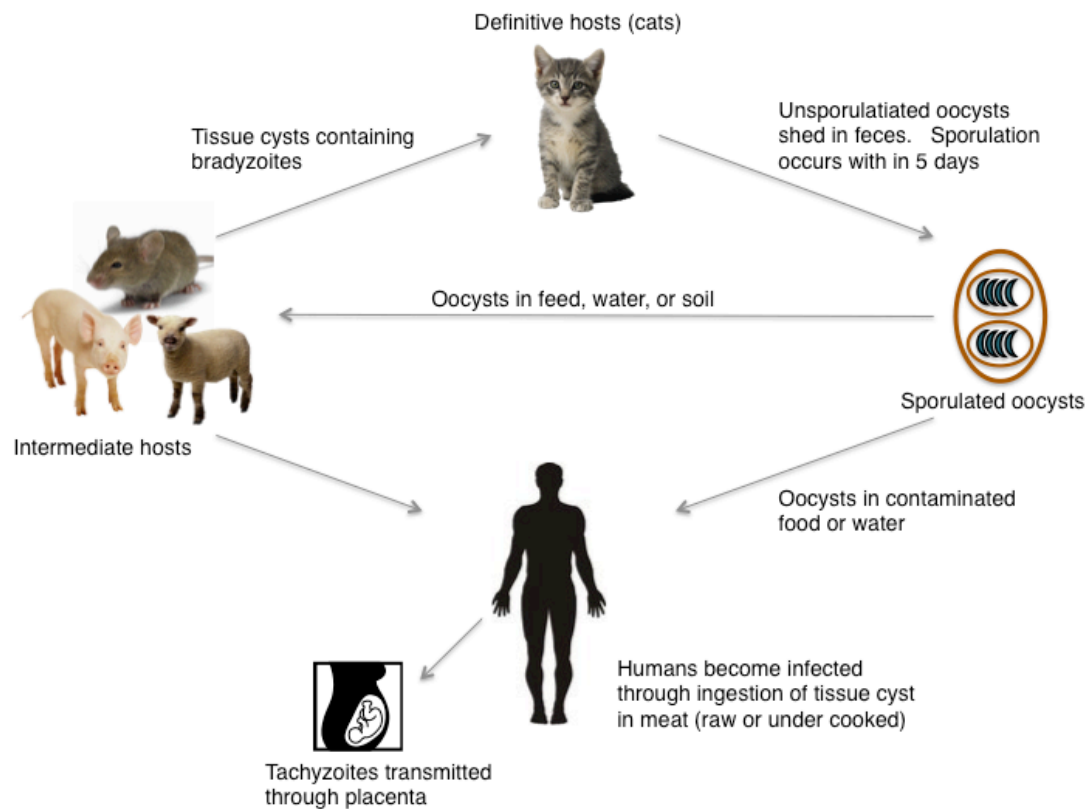 Definitive hosts (cats)
Tissue cysts containing
bradyzoites
Unsporulatiated oocysts
shed in feces.   Sporulation
occurs with in 5 days
Oocysts in feed, water, or soil
Intermediate hosts
Sporulated oocysts
Oocysts in contaminated
food or water
Humans become infected
through ingestion of tissue cyst
in meat (raw or under cooked)
Tachyzoites transmitted
through placenta